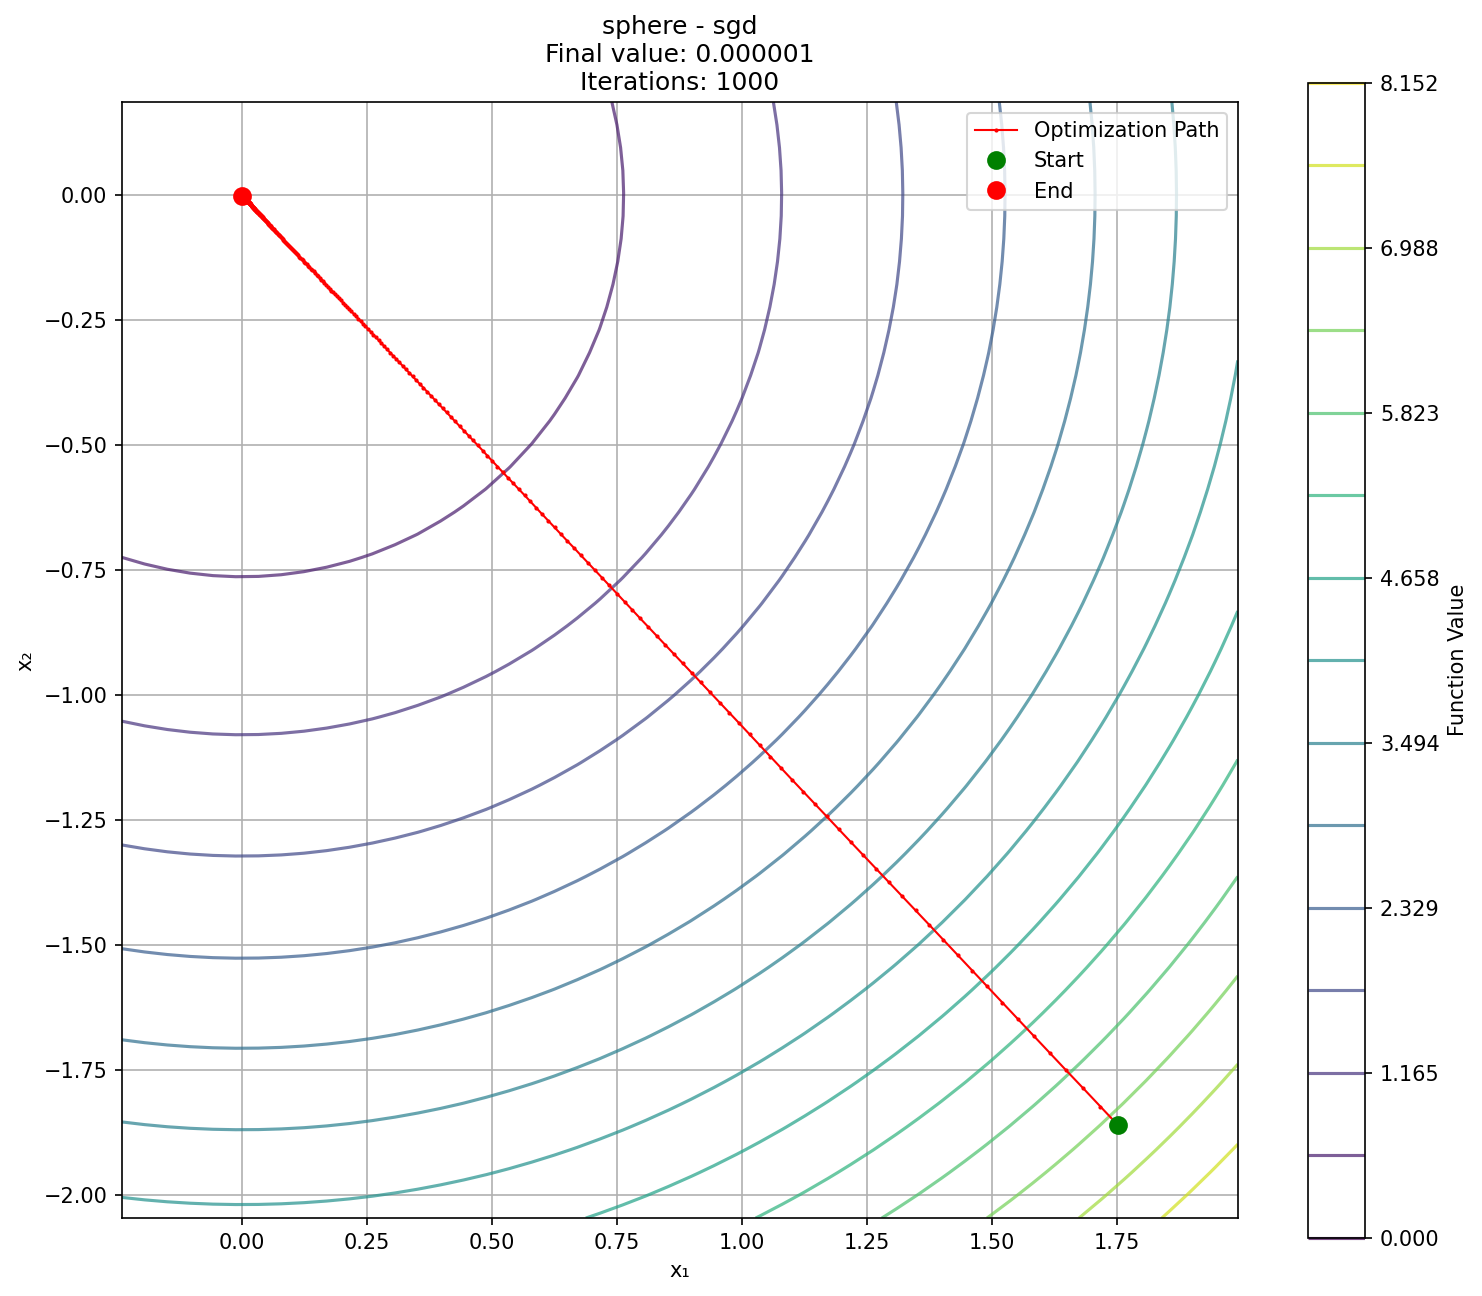 sphere - sgd
Final value: 0.000001
Iterations: 1000
Optimization Path
Start
End
0.00
−0.25
−0.50
−0.75
−1.00
−1.25
−1.50
−1.75
−2.00
x₂
0.00 0.25 0.50 0.75 1.00 1.25 1.50 1.75
x₁
8.152
6.988
5.823
4.658
3.494
2.329
1.165
0.000
Function Value